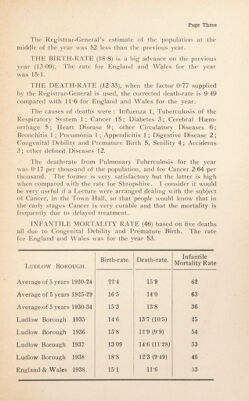 Page Three
The Registrar-General's estimate of the population at the
middle of the year was 82 less than the previous year.
THE BIRTH-RATE (18·8) is a big advance on the previous
year (13·09). The rate for England and Wales for the year
was 15·1.
THE DEATH-RATE (12·33), when the factor 0·77 supplied
by the Registrar-General is used, the corrected death-rate is 9·49
compared with 11·6 for England and Wales for the year.
The causes of deaths were; Influenza 1, Tuberculosis of the
Respiratory System 1; Cancer 15; Diabetes 3; Cerebral Hæm-
orrhage 5; Heart Disease 9; other Circulatory Diseases 6;
Bronchitis 1; Pneumonia 1; Appendicitis 1; Digestive Disease 2;
Congenital Debility and Premature Birth 5, Senility 4; Accidents
3; other defined Diseases 12.
The death-rate from Pulmonary Tuberculosis for the year
was 0·17 per thousand of the population, and for Cancer 2·64 per
thousand. The former is very satisfactory but the latter is high
when compared with the rate for Shropshire. I consider it would
be very useful if a Lecture were arranged dealing with the subject
of Cancer, in the Town Hall, so that people would know that in
the early stages Cancer is very curable and that the mortality is
frequently due to delayed treatment.
INFANTILE MORTALITY RATE (46) based on five deaths
all due to Congenital Debility and Premature Birth. The rate
for England and Wales was for the year 53.
Ludlow Borough. Birth-rate. Death-rate. Infantile Mortality Rate
Average of 5 years 1920-24 22·4 15·9 62
Average of 5 years 1925-29 16·5 14·0 63
Average of 5 years 1930-34 15·3 13·8 36
Ludlow Borough 1935 14·6 13·7 (10·5) 25
Ludlow Borough 1936 15·8 12·9 (9·9) 54
Ludlow Borough 1937 13·09 14·6 (11·28) 53
Ludlow Borough 1938 18·8 12·3 (9·49) 46
England & Wales 1938 15·1 11·6 53